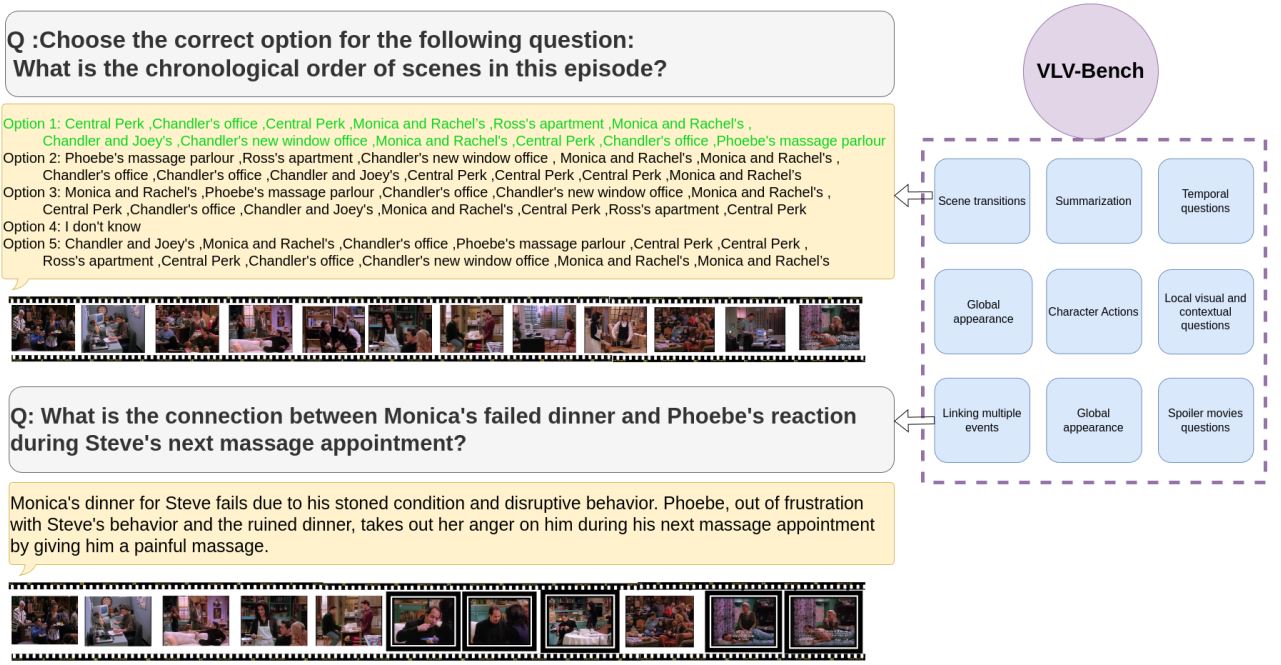 Q :Choose the correct option for the following question:
What is the chronological order of scenes in this episode?
Option 1: Central Perk ,Chandler's office ,Central Perk ,Monica and Rachel's ,Ross's apartment ,Monica and Rachel's ,
Chandler and Joey's ,Chandler's new window office ,Monica and Rachel's ,Central Perk ,Chandler's office ,Phoebe's massage parlour
Option 2: Phoebe's massage parlour ,Ross's apartment ,Chandler's new window office , Monica and Rachel's ,Monica and Rachel's ,
Chandler's office ,Chandler's office ,Chandler and Joey's ,Central Perk ,Central Perk ,Central Perk ,Monica and Rachel's
Option 3: Monica and Rachel's ,Phoebe's massage parlour ,Chandler's office ,Chandler's new window office ,Monica and Rachel's ,
Central Perk ,Chandler's office ,Chandler and Joey's ,Monica and Rachel's ,Central Perk ,Ross's apartment ,Central Perk
Option 4: I don't know
Option 5: Chandler and Joey's ,Monica and Rachel's ,Chandler's office ,Phoebe's massage parlour ,Central Perk ,Central Perk ,
Ross's apartment ,Central Perk ,Chandler's office ,Chandler's new window office ,Monica and Rachel's ,Monica and Rachel's
Q: What is the connection between Monica's failed dinner and Phoebe's reaction
during Steve's next massage appointment?
Monica's dinner for Steve fails due to his stoned condition and disruptive behavior. Phoebe, out of frustration
with Steve's behavior and the ruined dinner, takes out her anger on him during his next massage appointment
by giving him a painful massage.
VLV-Bench
Scene transitions
Summarization
Temporal
questions
Global
appearance
Character Actions
Local visual and
contextual
questions
Linking multiple
events
Global
appearance
Spoiler movies
questions